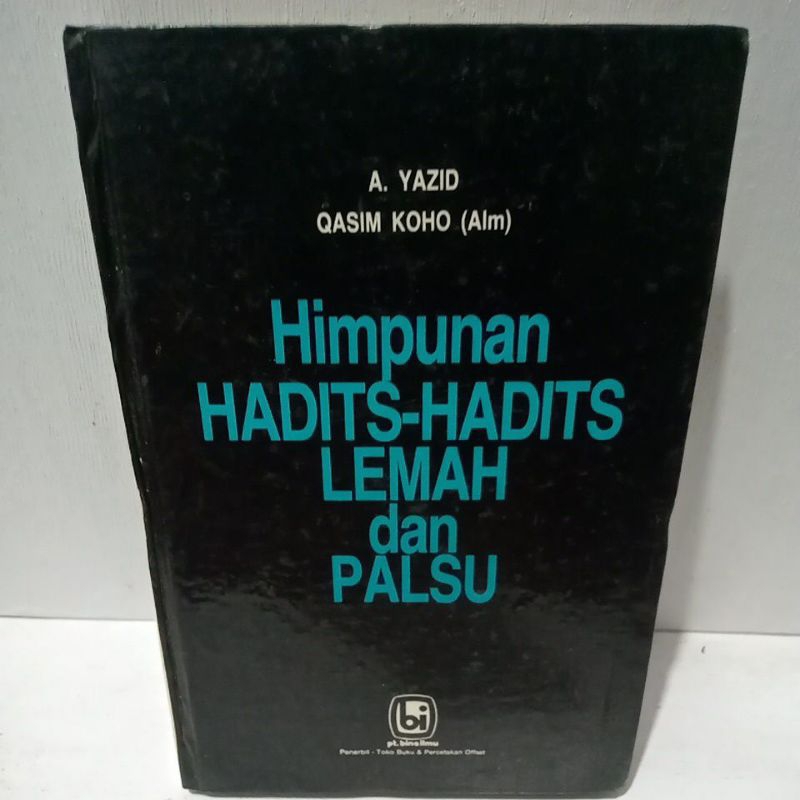 A. YAZID
QASIM KOHO (Alm)
Himpunan
HADITS-HADITS
LEMAH
dan
PALSU
bi
pt. bina ilmu
Penerbit - Toko Buku & Percetakan Offset